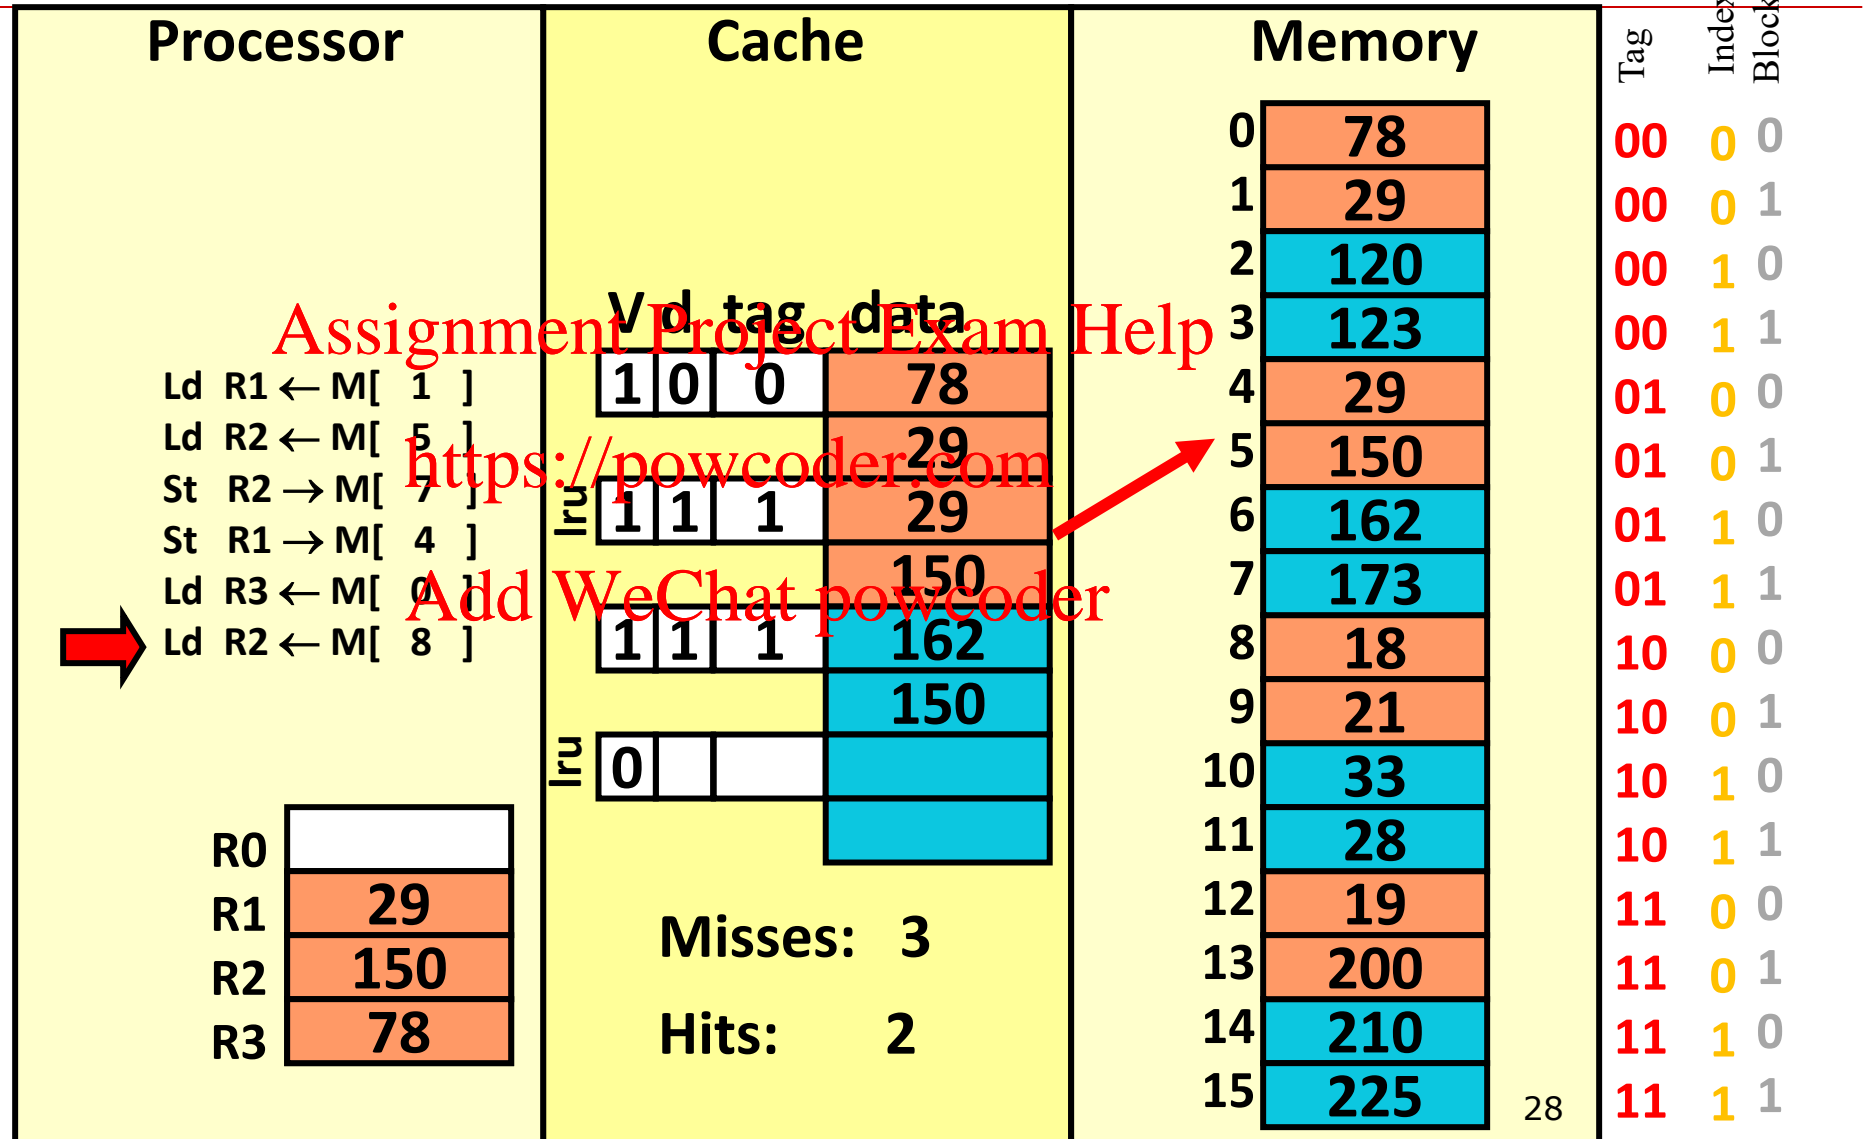 Processor
Cache
Memory
Tag
Index
Block
Assignment Project Exam Help
https://powcoder.com
Add WeChat powcoder
Ld R1 ← M[ 1 ]
Ld R2 ← M[ 5 ]
St R2 → M[ 7 ]
St R1 → M[ 4 ]
Ld R3 ← M[ 0 ]
Ld R2 ← M[ 8 ]
R0
R1 29
R2 150
R3 78
V d tag data
1 0 0 78
29
lru 1 1 1 29
150
1 1 1 162
150
lru 0
Misses: 3
Hits: 2
0 78 00 0 0
1 29 00 0 1
2 120 00 1 0
3 123 00 1 1
4 29 01 0 0
5 150 01 0 1
6 162 01 1 0
7 173 01 1 1
8 18 10 0 0
9 21 10 0 1
10 33 10 1 0
11 28 10 1 1
12 19 11 0 0
13 200 11 0 1
14 210 11 1 0
15 225 11 1 1
28